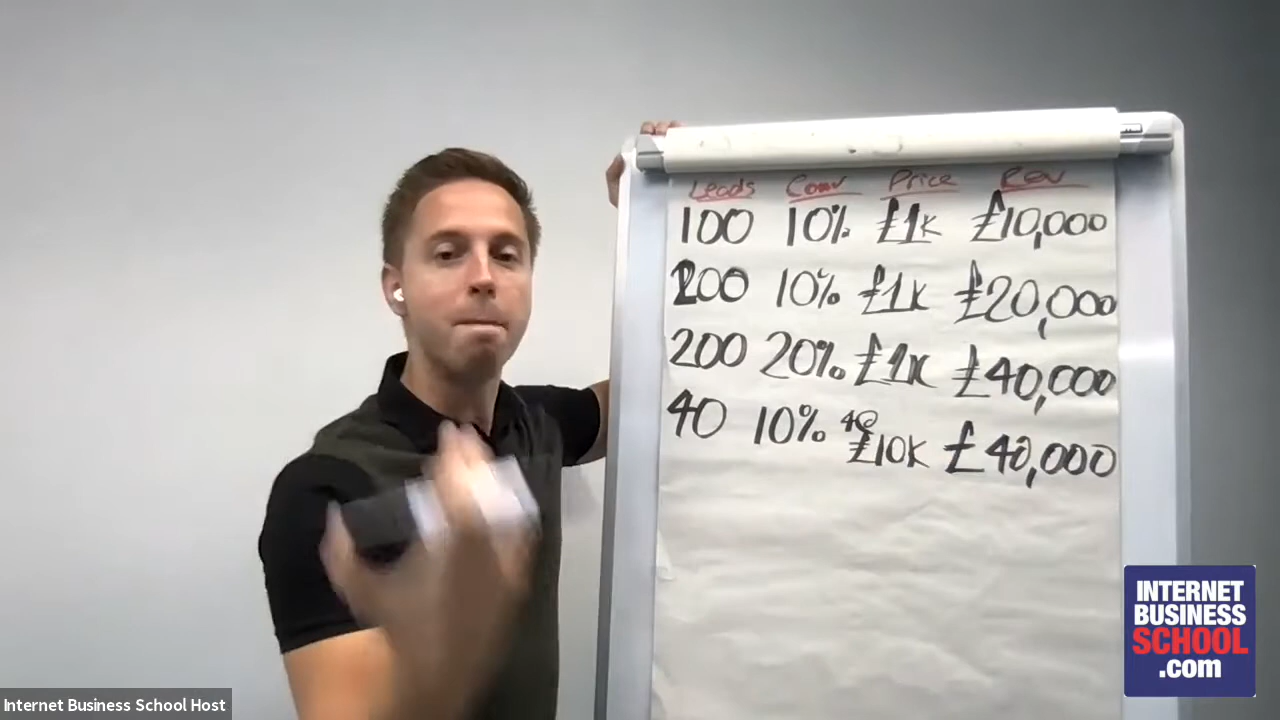 Leads Conv Price Rev
100 10% £1k £10,000
200 10% £1k £20,000
200 20% £1k £40,000
40 10% £10K £40,000
40
INTERNET
BUSINESS
SCHOOL
.com
Internet Business School Host